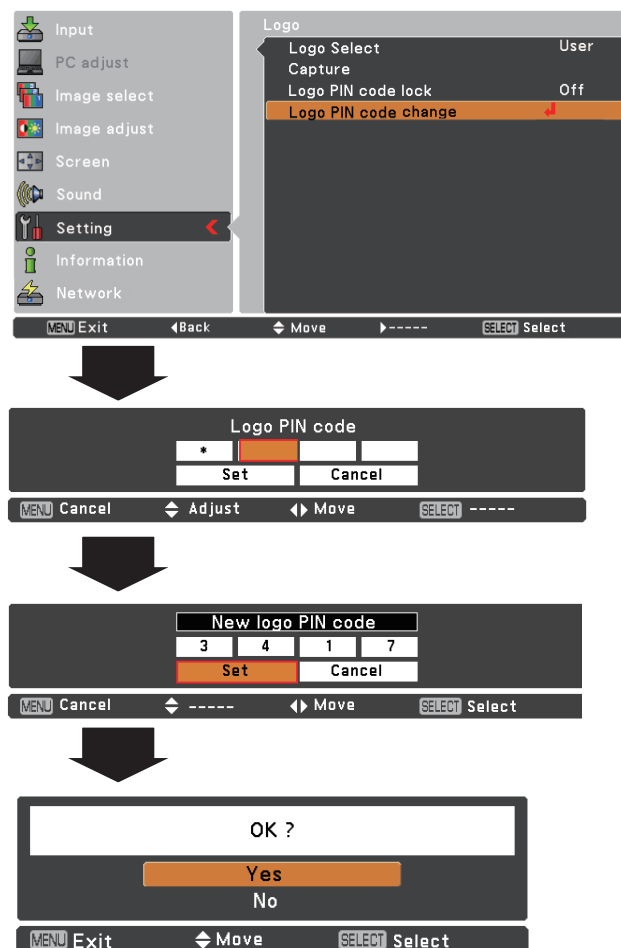 Input
PC adjust
Image select
Image adjust
Screen
Sound
Setting
Information
Network
Logo
Logo Select User
Capture
Logo PIN code lock Off
Logo PIN code change
MENU Exit Back Move ----- SELECT Select
Logo PIN code
*
Set Cancel
MENU Cancel Adjust Move SELECT -----
New logo PIN code
3 4 1 7
Set Cancel
MENU Cancel ----- Move SELECT Select
OK ?
Yes
No
MENU Exit Move SELECT Select